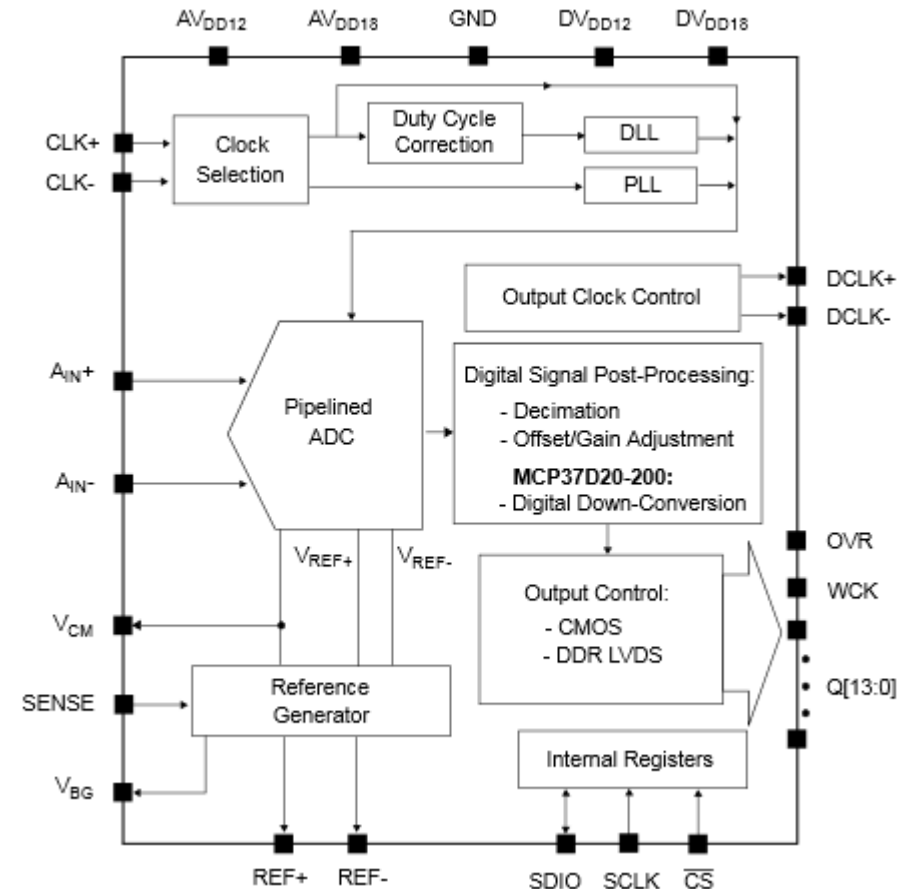 AVDD12 AVDD18 GND DVDD12 DVDD18
CLK+
CLK-
Clock
Selection
Duty Cycle
Correction
DLL
PLL
Output Clock Control
DCLK+
DCLK-
AIN+
AIN-
Pipelined
ADC
Digital Signal Post-Processing:
- Decimation
- Offset/Gain Adjustment
MCP37D20-200:
- Digital Down-Conversion
VREF+ VREF-
OVR
WCK
Q[13:0]
Output Control:
- CMOS
- DDR LVDS
VCM
SENSE
VBG
Reference
Generator
Internal Registers
REF+ REF- SDIO SCLK C̅S̅